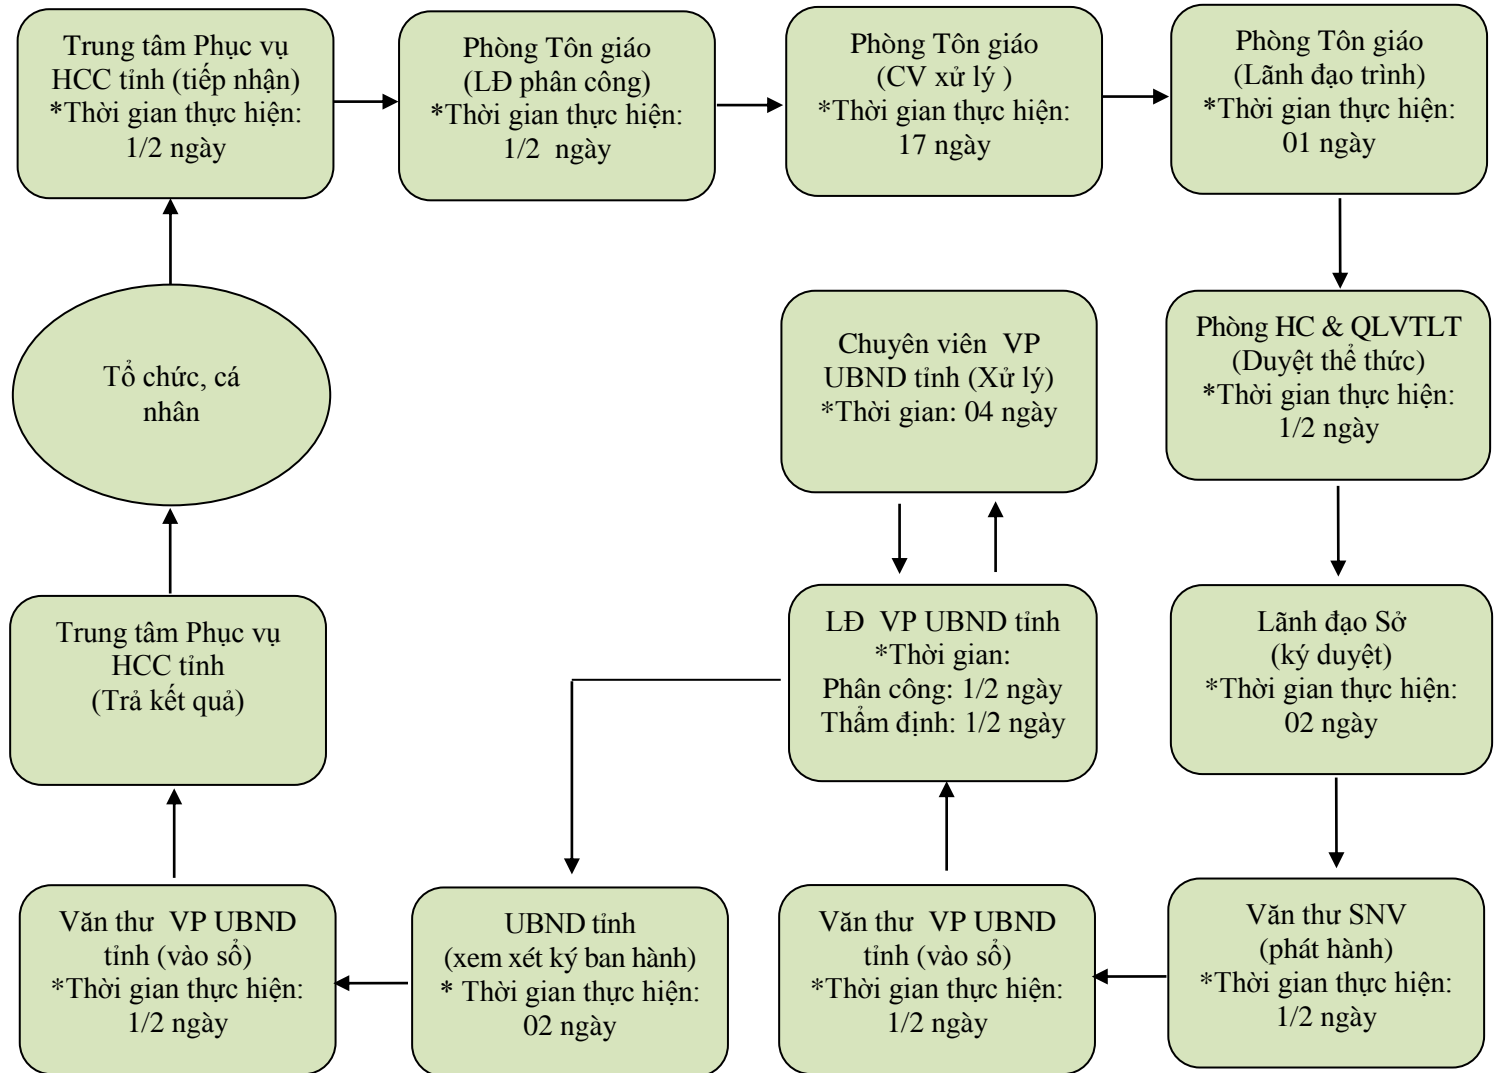 Trung tâm Phục vụ
HCC tỉnh (tiếp nhận)
*Thời gian thực hiện:
1/2 ngày
Phòng Tôn giáo
(LĐ phân công)
*Thời gian thực hiện:
1/2 ngày
Phòng Tôn giáo
(CV xử lý )
*Thời gian thực hiện:
17 ngày
Phòng Tôn giáo
(Lãnh đạo trình)
*Thời gian thực hiện:
01 ngày
Phòng HC & QLVTLT
(Duyệt thể thức)
*Thời gian thực hiện:
1/2 ngày
Chuyên viên VP
UBND tỉnh (Xử lý)
*Thời gian: 04 ngày
Tổ chức, cá
nhân
Trung tâm Phục vụ
HCC tỉnh
(Trả kết quả)
LĐ VP UBND tỉnh
*Thời gian:
Phân công: 1/2 ngày
Thẩm định: 1/2 ngày
Lãnh đạo Sở
(ký duyệt)
*Thời gian thực hiện:
02 ngày
Văn thư VP UBND
tỉnh (vào sổ)
*Thời gian thực hiện:
1/2 ngày
UBND tỉnh
(xem xét ký ban hành)
* Thời gian thực hiện:
02 ngày
Văn thư VP UBND
tỉnh (vào sổ)
*Thời gian thực hiện:
1/2 ngày
Văn thư SNV
(phát hành)
*Thời gian thực hiện:
1/2 ngày